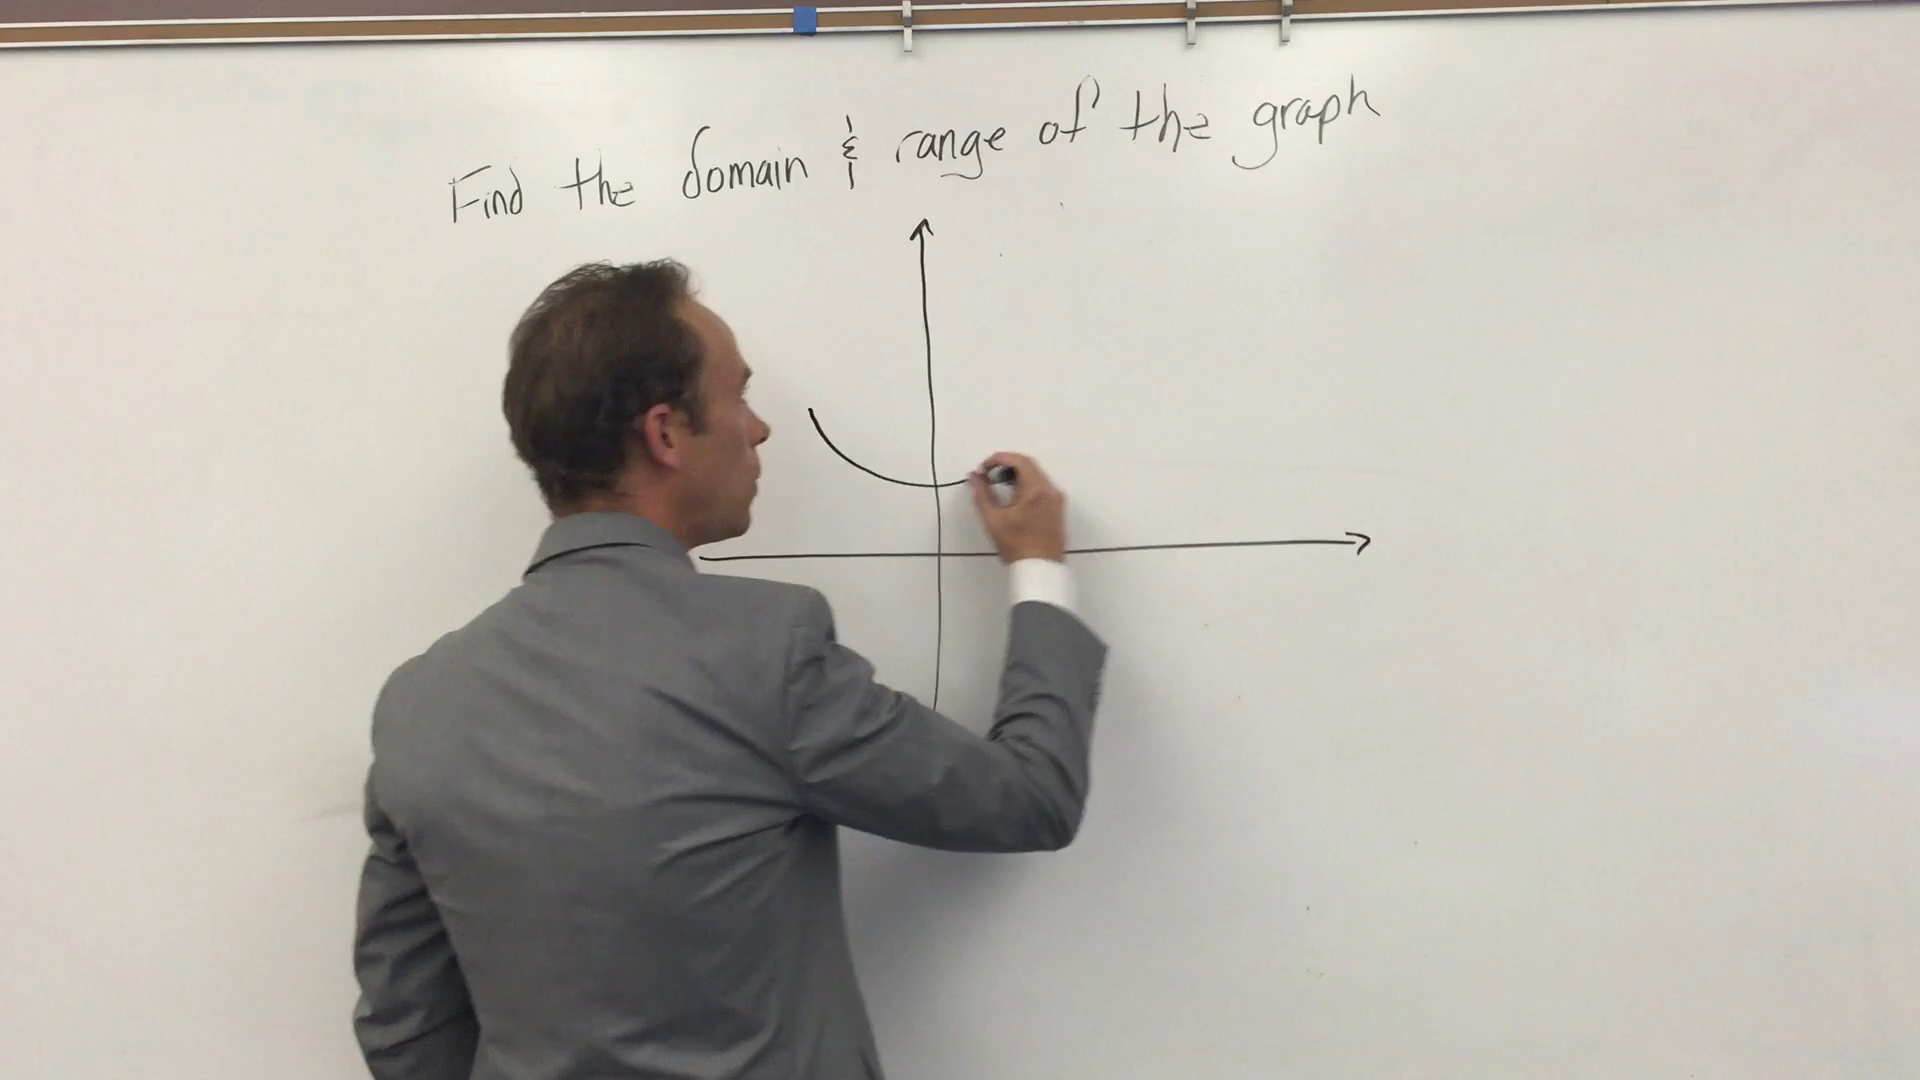 Find the domain & range of the graph